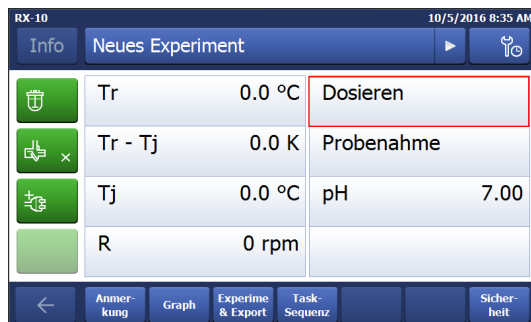 RX-10 10/5/2016 8:35 AM
Info Neues Experiment
Tr 0.0 °C Dosieren
Tr - Tj 0.0 K Probenahme
Tj 0.0 °C pH 7.00
R 0 rpm
Anmer-
kung
Graph
Experime
& Export
Task-
Sequenz
Sicher-
heit